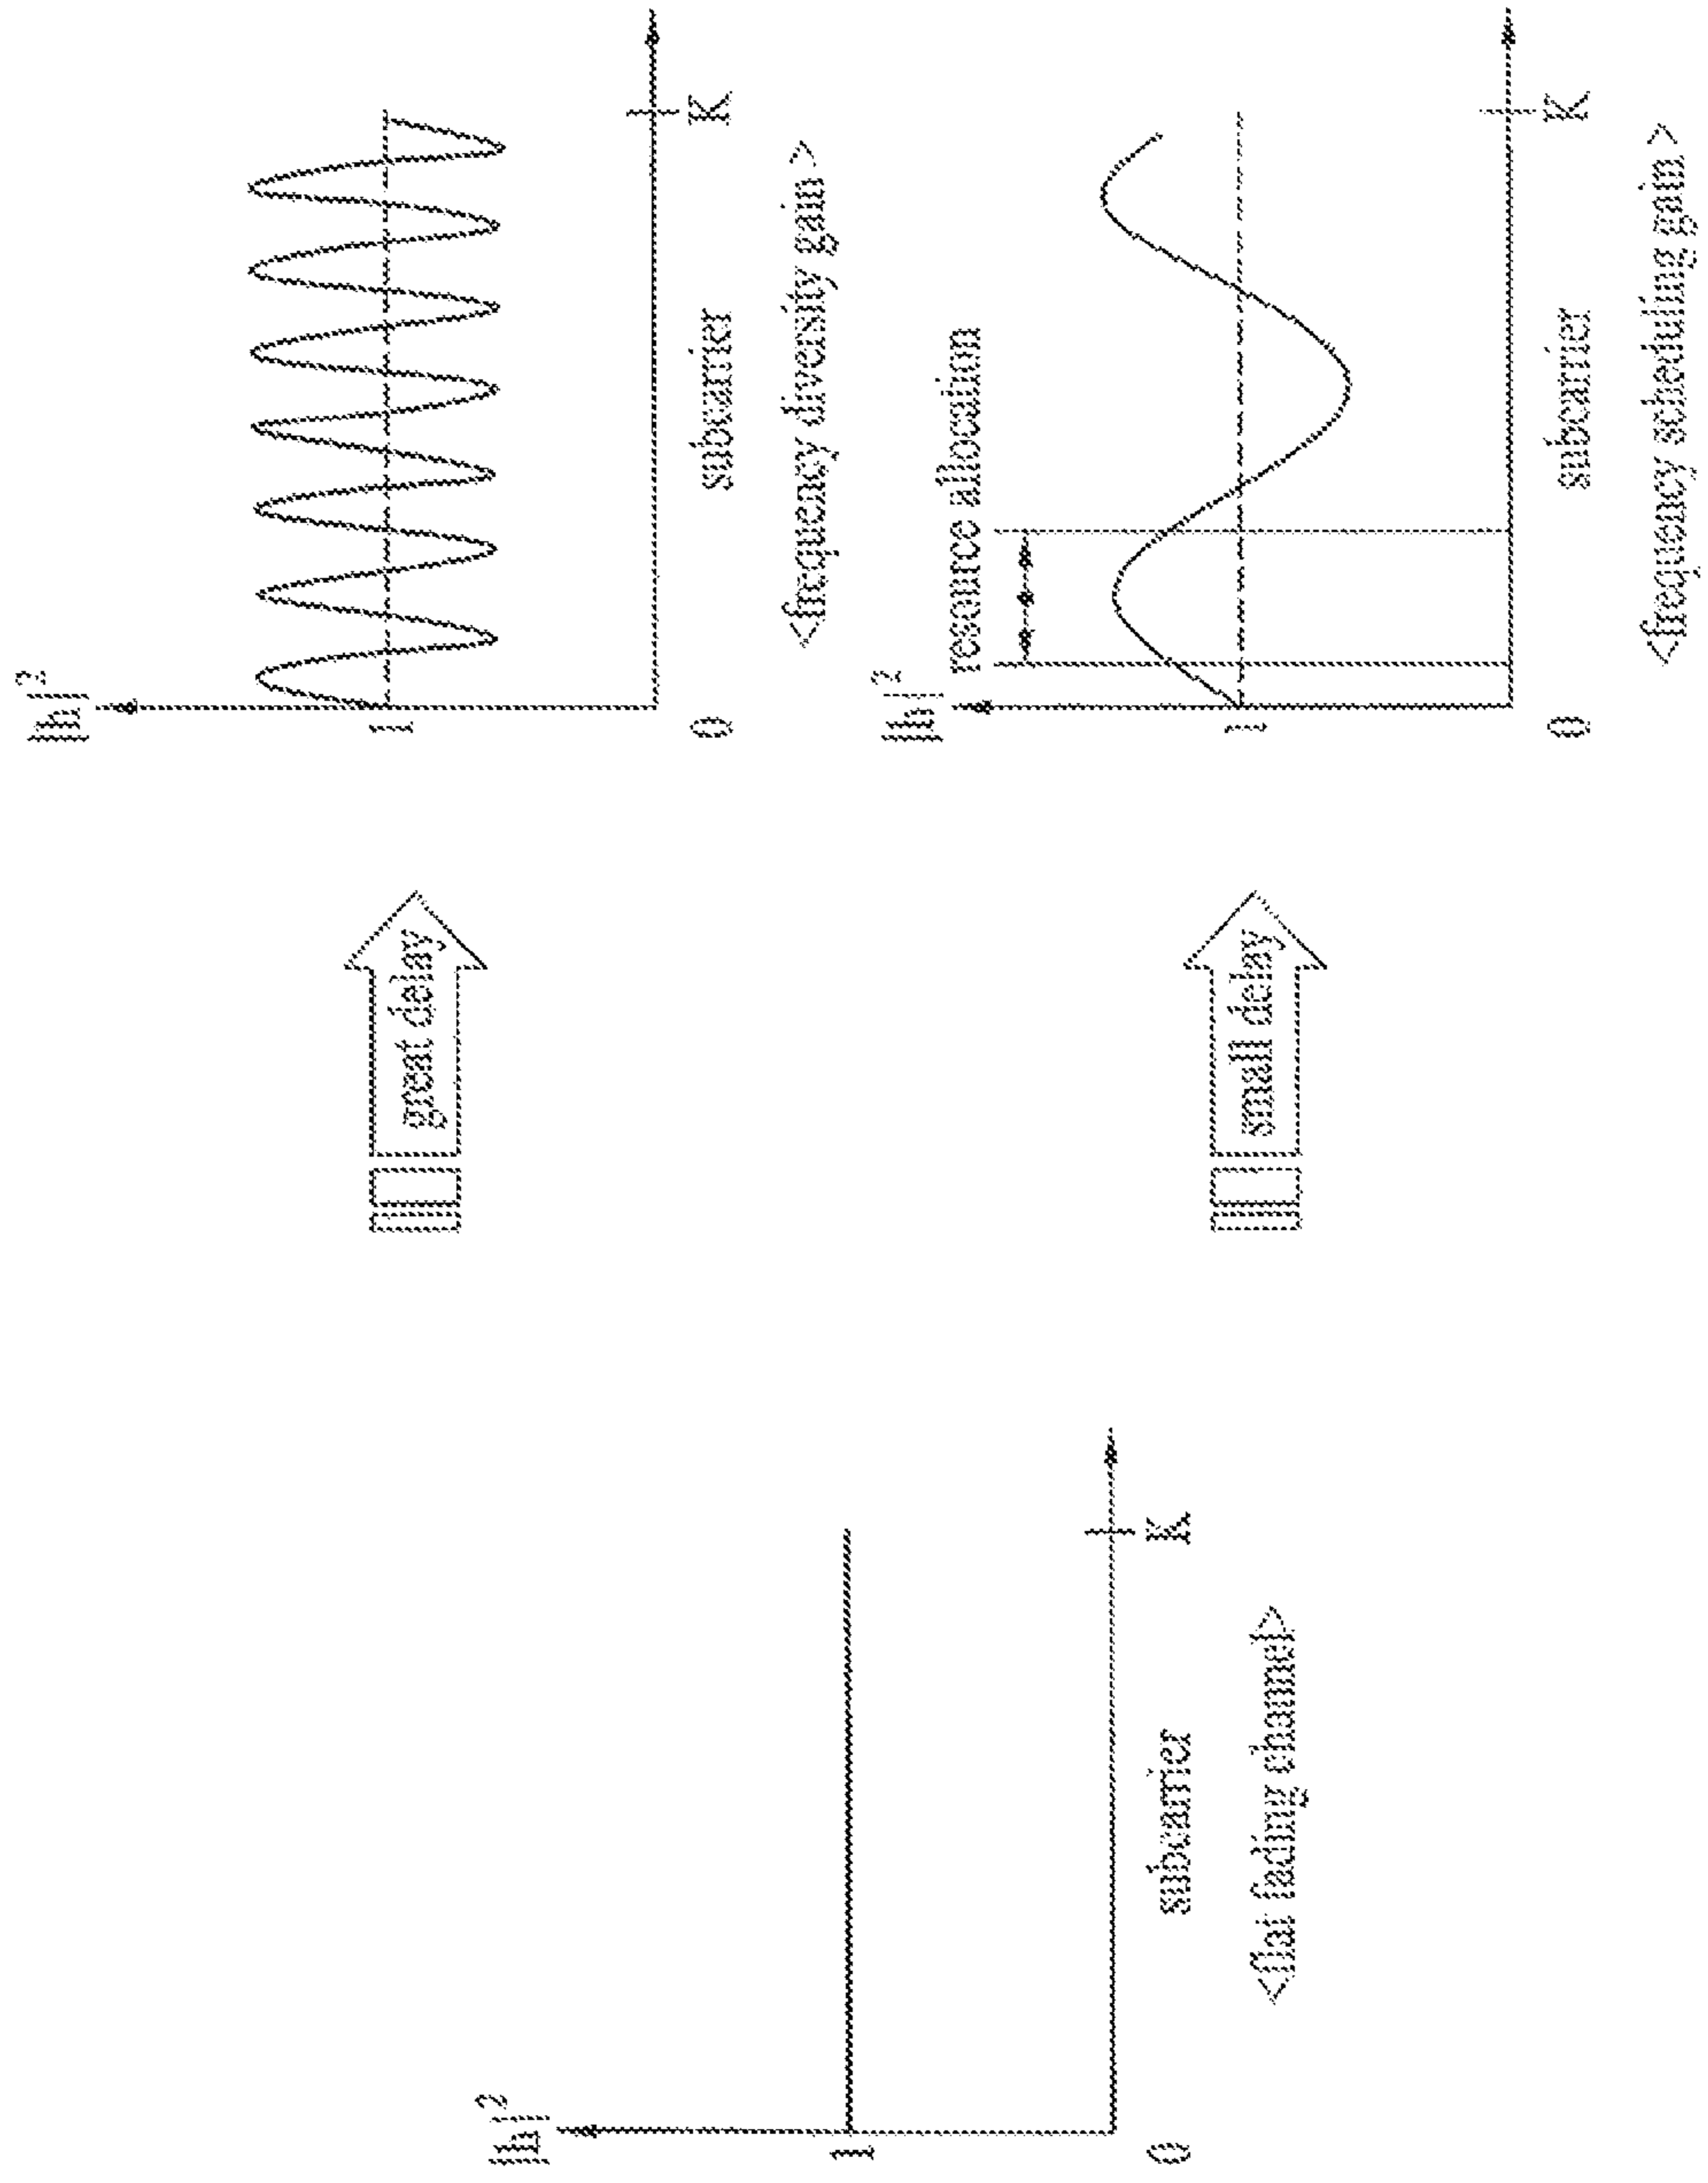 |h|²
1
0
K
subcarrier
<flat fading channel>
great delay
|h|²
1
0
K
subcarrier
<frequency diversity gain >
small delay
|h|²
resource allocation
1
0
K
subcarrier
<frequency scheduling gain >